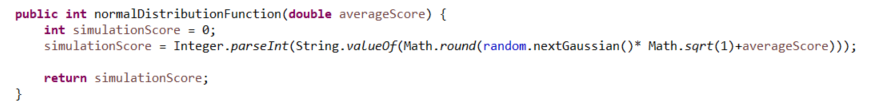 public int normalDistributionFunction(double averageScore) {
int simulationScore = 0;
simulationScore = Integer.parseInt(String.valueOf(Math.round(random.nextGaussian()* Math.sqrt(1)+averageScore)));
return simulationScore;
}